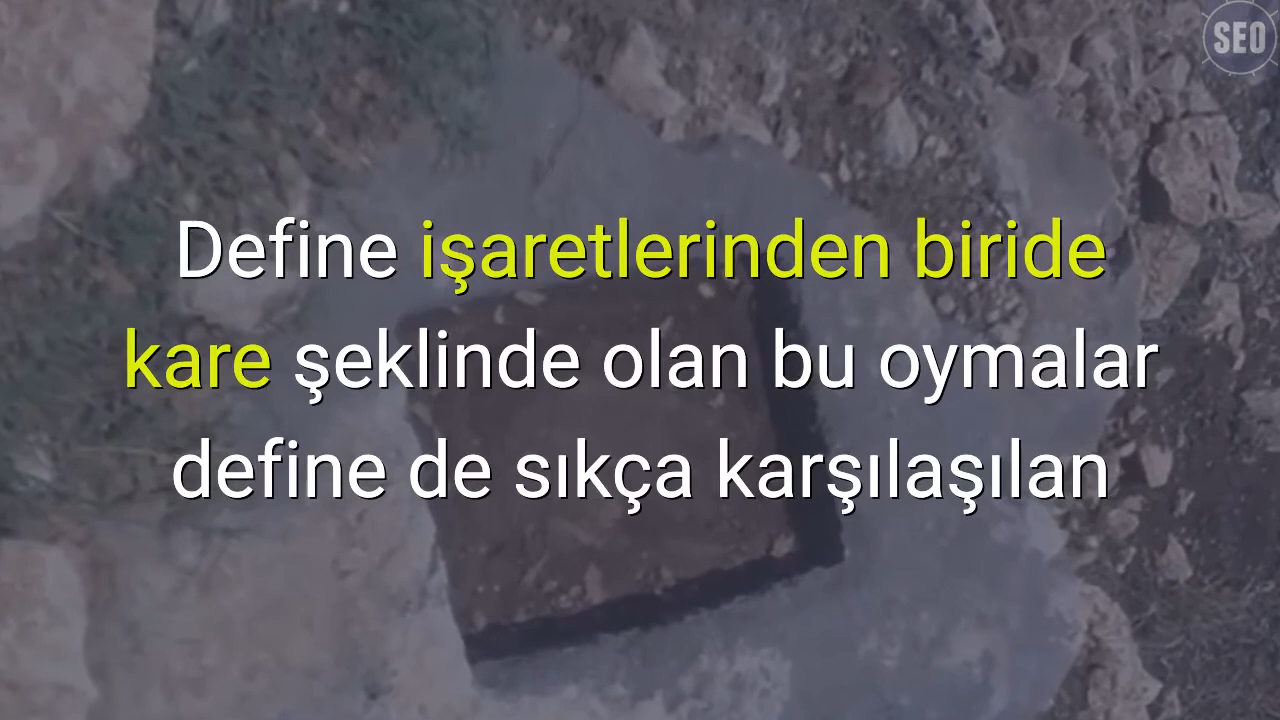 SEO
Define işaretlerinden biride
kare şeklinde olan bu oymalar
define de sıkça karşılaşılan